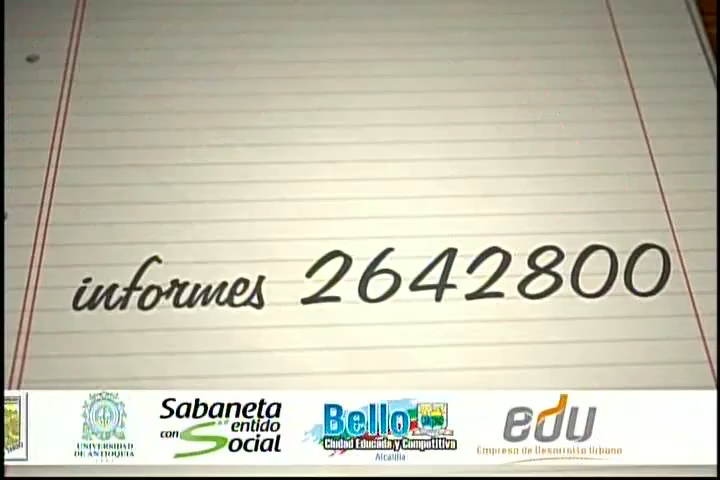 informes 2642800
UNIVERSIDAD
DE ANTIOQUIA
Sabaneta
con Sentido
Social
Bello
Ciudad Educada y Competitiva
Alcaldía
edu
Empresa de Desarrollo Urbano